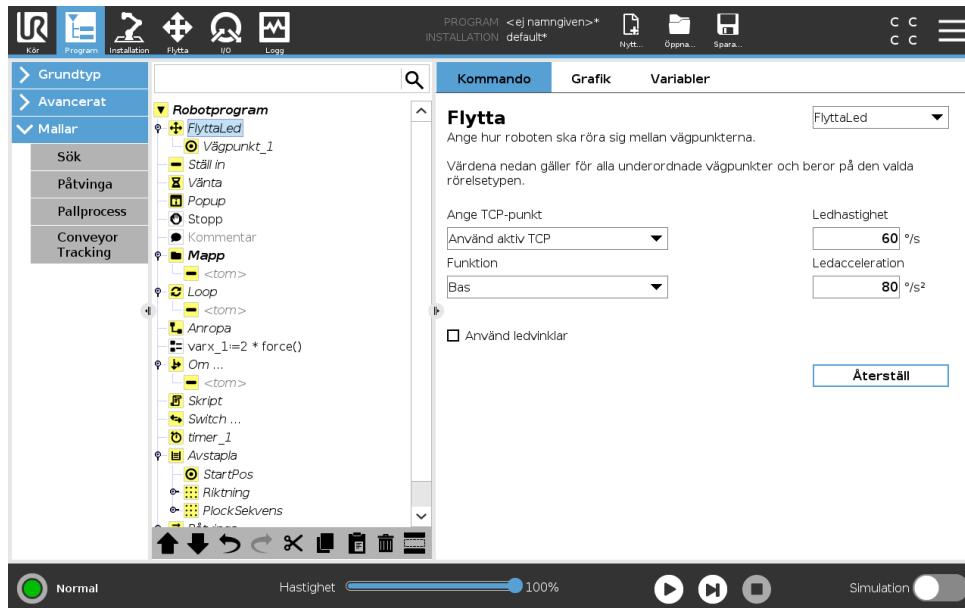 UR
PROGRAM <ej namngiven>*
INSTALLATION default*
C C
C C
Kör Program Installation Flytta I/O Logg Nytt... Öppna... Spara...
Grundtyp
Avancerat
Mallar
Sök
Påtvinga
Pallprocess
Conveyor
Tracking
Robotprogram
FlyttaLed
Vägpunkt_1
Ställ in
Vänta
Popup
Stopp
Kommentar
Mapp
<tom>
Loop
<tom>
Anropa
varx_1:=2 * force()
Om ...
<tom>
Skript
Switch ...
timer_1
Avstapla
StartPos
Riktning
PlockSekvens
Kommando Grafik Variabler
Flytta
FlyttaLed
Ange hur roboten ska röra sig mellan vägpunkterna.
Värdena nedan gäller för alla underordnade vägpunkter och beror på den valda
rörelsetypen.
Ange TCP-punkt Ledhastighet
Använd aktiv TCP 60 °/s
Funktion Ledacceleration
Bas 80 °/s²
Använd ledvinklar
Återställ
Normal Hastighet 100% Simulation